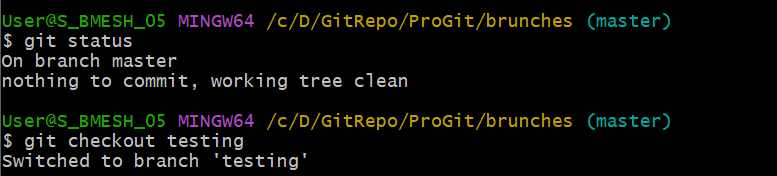 User@S_BMESH_05 MINGW64 /c/D/GitRepo/ProGit/brunches (master)
$ git status
On branch master
nothing to commit, working tree clean
User@S_BMESH_05 MINGW64 /c/D/GitRepo/ProGit/brunches (master)
$ git checkout testing
Switched to branch 'testing'